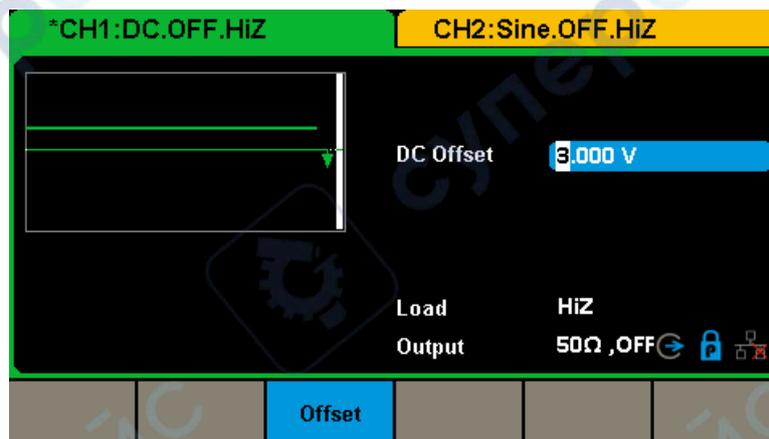 *CH1:DC.OFF.HiZ
CH2:Sine.OFF.HiZ
DC Offset 3.000 V
Load HiZ
Output 50Ω ,OFF
Offset